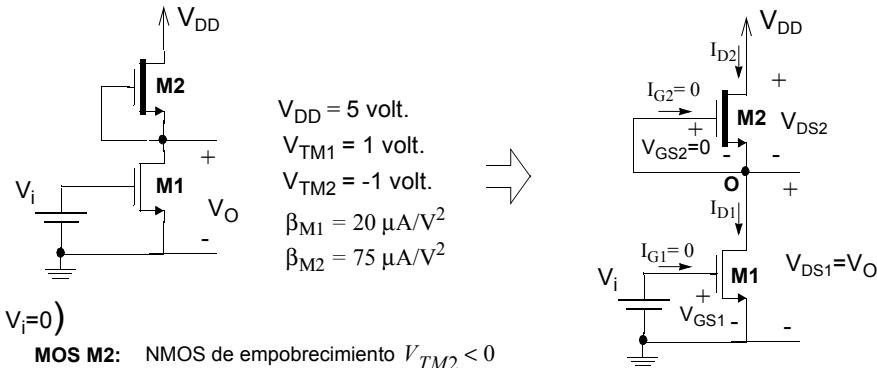 V_DD
M2
V_DD = 5 volt.
V_TM1 = 1 volt.
V_TM2 = -1 volt.
β_M1 = 20 μA/V²
β_M2 = 75 μA/V²
+
M1
V_i
V_O
-
V_DD
I_D2
+
I_G2= 0
M2
+
V_DS2
V_GS2=0
-
-
O
+
I_D1
I_G1= 0
M1
V_i
V_DS1=V_O
+
V_GS1
-
-
V_i=0)
MOS M2: NMOS de empobrecimiento V_TM2 < 0